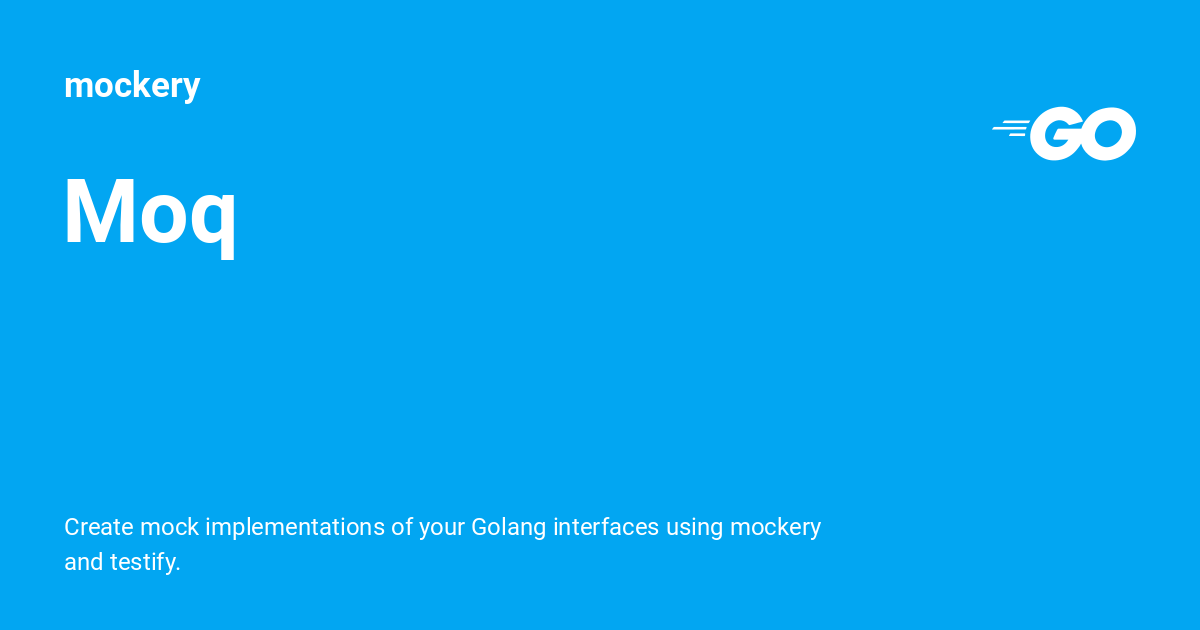 mockery
GO
Moq
Create mock implementations of your Golang interfaces using mockery
and testify.